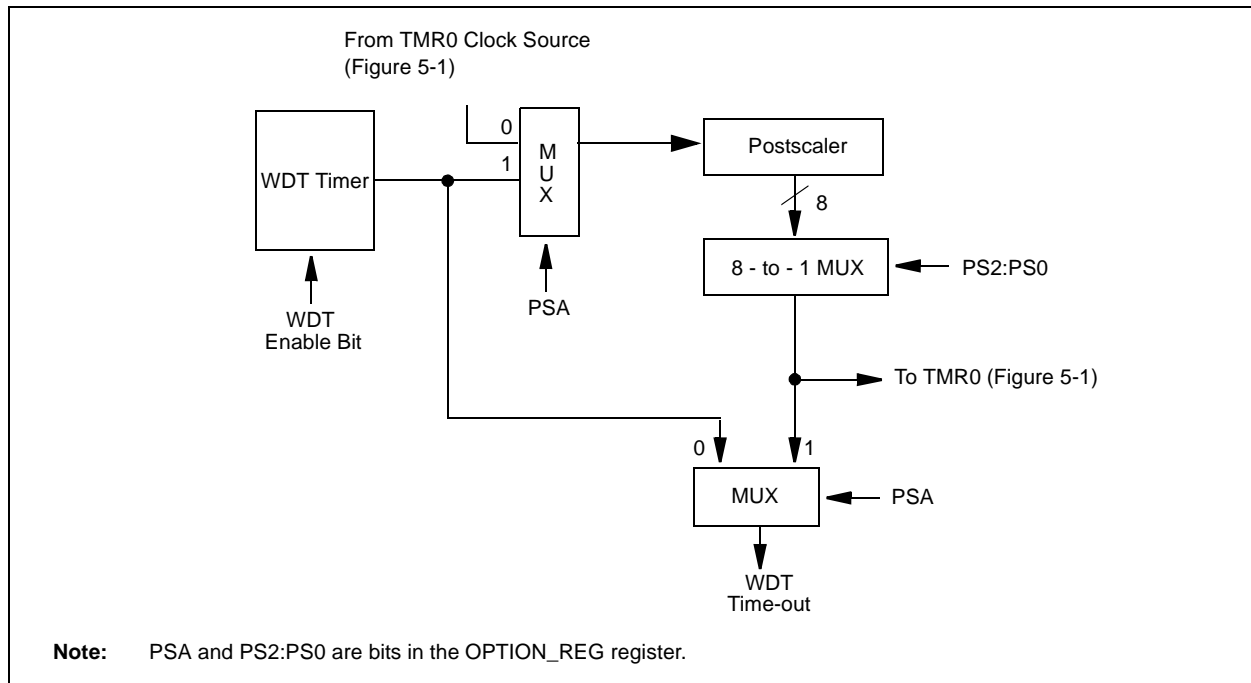 From TMR0 Clock Source
(Figure 5-1)
0
1
M
U
X
WDT Timer
Postscaler
8
8 - to - 1 MUX
PS2:PS0
PSA
WDT
Enable Bit
To TMR0 (Figure 5-1)
0
1
MUX
PSA
WDT
Time-out
Note: PSA and PS2:PS0 are bits in the OPTION_REG register.